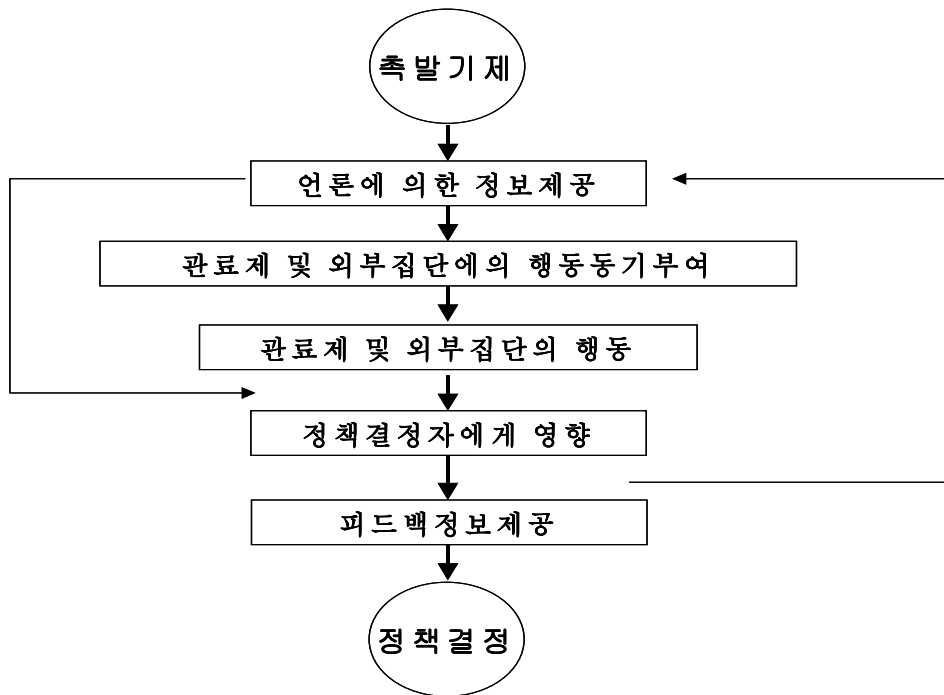 촉발기제
언론에 의한 정보제공
관료제 및 외부집단에의 행동동기부여
관료제 및 외부집단의 행동
정책결정자에게 영향
피드백정보제공
정책결정